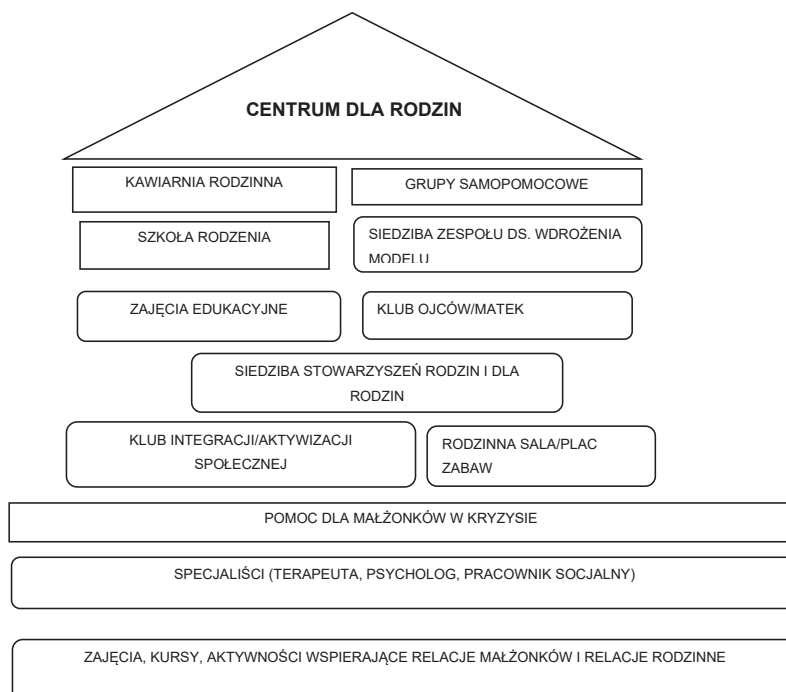 CENTRUM DLA RODZIN
KAWIARNIA RODZINNA
GRUPY SAMOPOMOCOWE
SZKOŁA RODZENIA
SIEDZIBA ZESPOŁU DS. WDROŻENIA
MODELU
ZAJĘCIA EDUKACYJNE
KLUB OJCÓW/MATEK
SIEDZIBA STOWARZYSZEŃ RODZIN I DLA
RODZIN
KLUB INTEGRACJI/AKTYWIZACJI
SPOŁECZNEJ
RODZINNA SALA/PLAC
ZABAW
POMOC DLA MAŁŻONKÓW W KRYZYSIE
SPECJALIŚCI (TERAPEUTA, PSYCHOLOG, PRACOWNIK SOCJALNY)
ZAJĘCIA, KURSY, AKTYWNOŚCI WSPIERAJĄCE RELACJE MAŁŻONKÓW I RELACJE RODZINNE